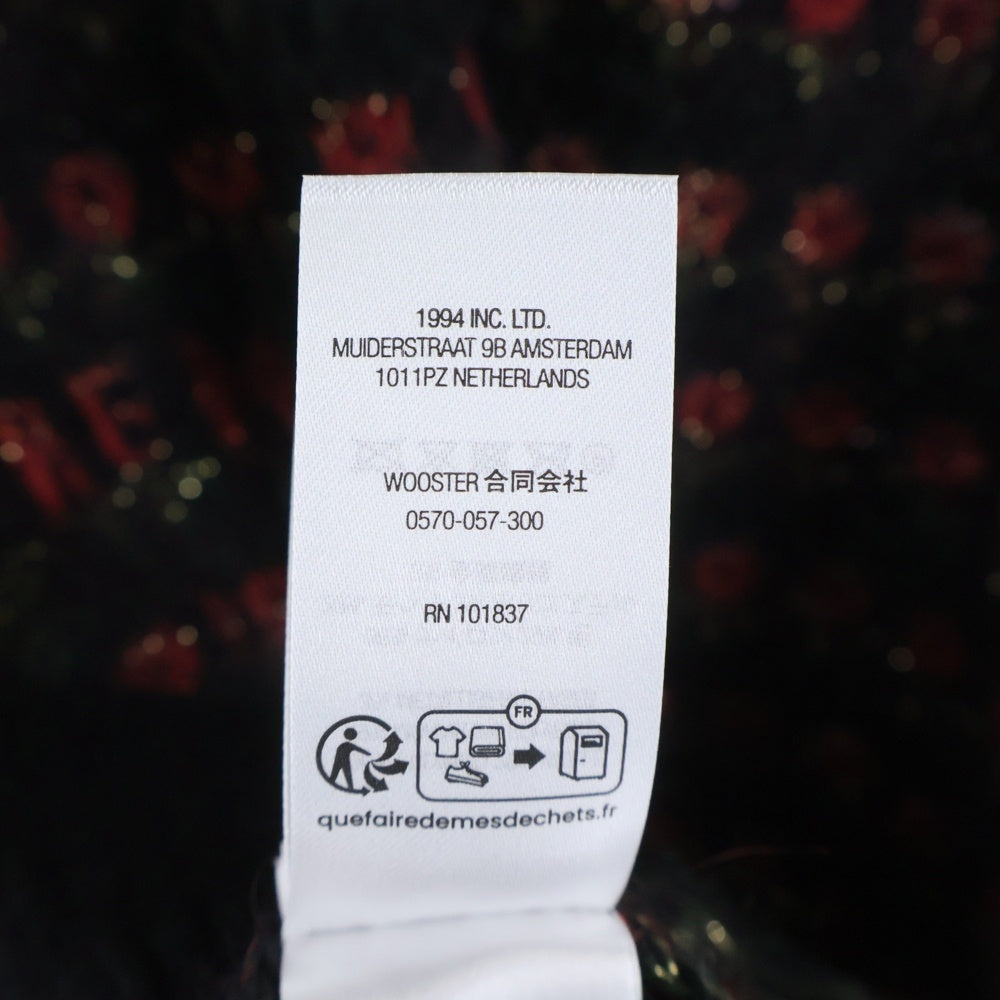 1994 INC. LTD.
MUIDERSTRAAT 9B AMSTERDAM
1011PZ NETHERLANDS
WOOSTER 合同会社
0570-057-300
RN 101837
FR
quefairedemesdechets.fr